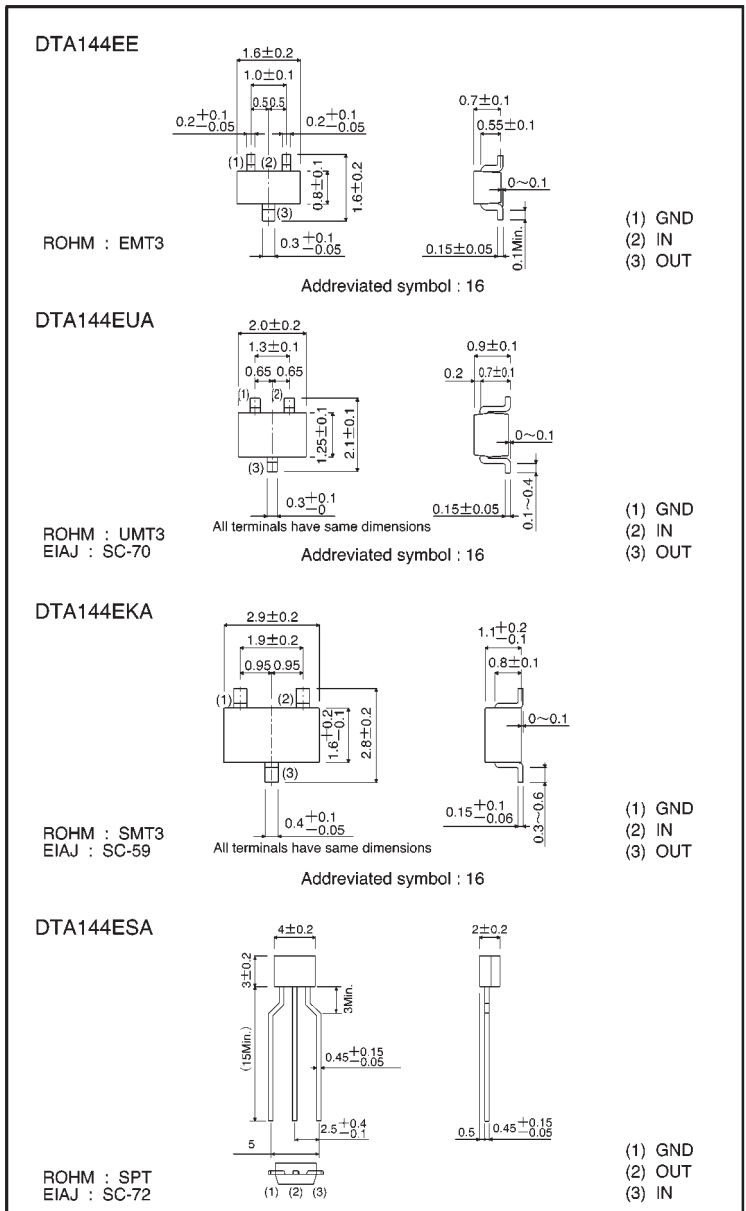 DTA144EE
1.6±0.2
1.0±0.1
0.5 0.5
0.2 +0.1 −0.05
0.2 +0.1 −0.05
(1) (2)
0.8±0.1
1.6±0.2
(3)
0.3 +0.1 −0.05
0.7±0.1
0.55±0.1
0~0.1
0.15±0.05
0.1Min.
ROHM : EMT3
(1) GND
(2) IN
(3) OUT
Addreviated symbol : 16
DTA144EUA
2.0±0.2
1.3±0.1
0.65 0.65
(1) (2)
1.25±0.1
2.1±0.1
(3)
0.3 +0.1 −0
0.9±0.1
0.2 0.7±0.1
0~0.1
0.15±0.05
0.1~0.4
All terminals have same dimensions
ROHM : UMT3
EIAJ : SC-70
Addreviated symbol : 16
(1) GND
(2) IN
(3) OUT
DTA144EKA
2.9±0.2
1.9±0.2
0.95 0.95
(1) (2)
1.6 +0.2 −0.1
2.8±0.2
(3)
0.4 +0.1 −0.05
1.1 +0.2 −0.1
0.8±0.1
0~0.1
0.15 +0.1 −0.06
0.3~0.6
All terminals have same dimensions
ROHM : SMT3
EIAJ : SC-59
(1) GND
(2) IN
(3) OUT
Addreviated symbol : 16
DTA144ESA
4±0.2
3±0.2
(15Min.)
3Min.
0.45 +0.15 −0.05
2.5 +0.4 −0.1
5
(1) (2) (3)
2±0.2
0.5
0.45 +0.15 −0.05
ROHM : SPT
EIAJ : SC-72
(1) GND
(2) OUT
(3) IN